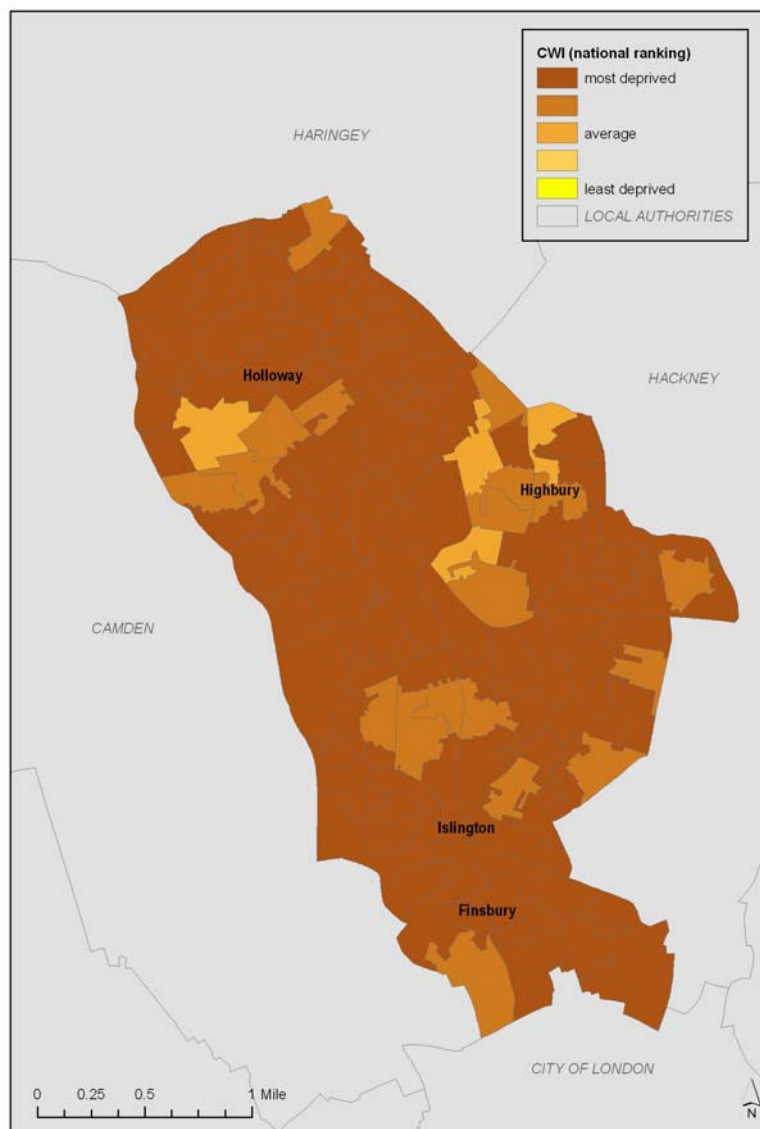 CWI (national ranking)
most deprived
average
least deprived
LOCAL AUTHORITIES
HARINGEY
Holloway
HACKNEY
Highbury
CAMDEN
Islington
Finsbury
CITY OF LONDON
0 0.25 0.5 1 Mile
N